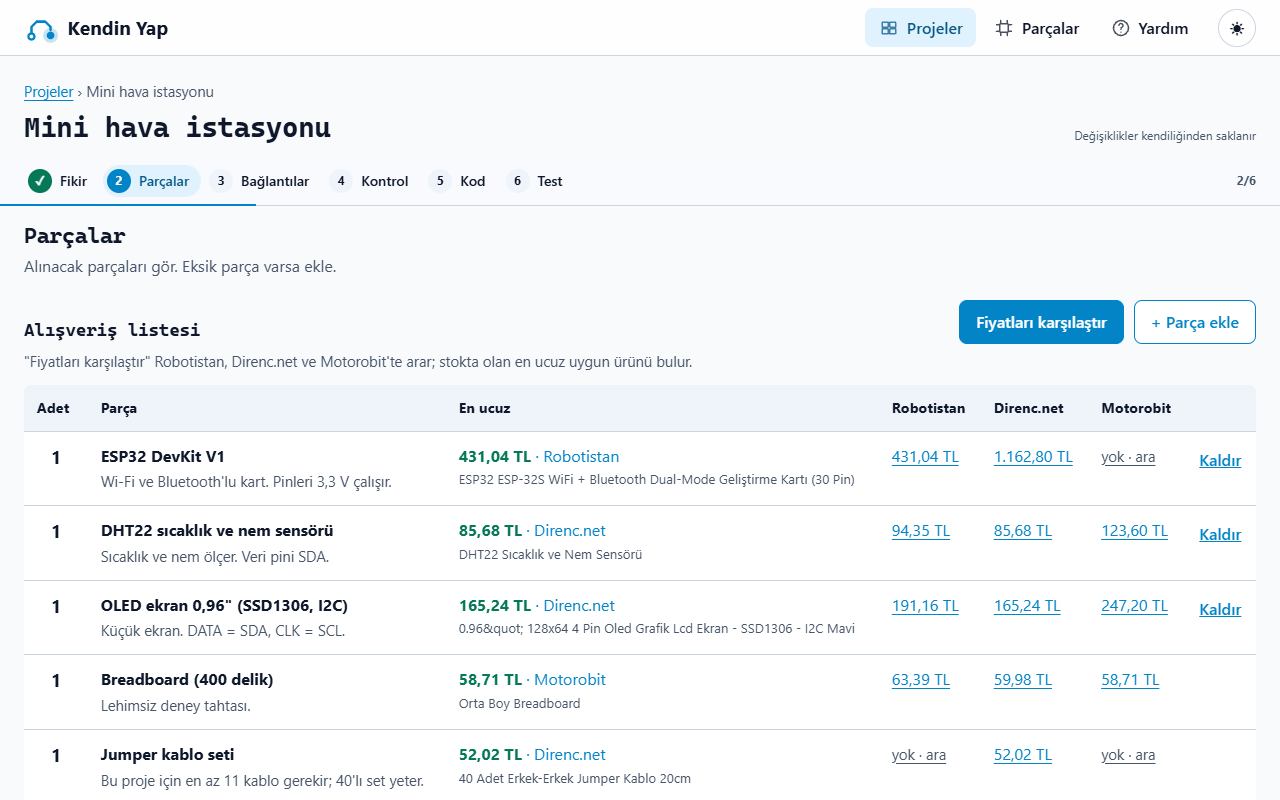 Kendin Yap
Projeler
Parçalar
Yardım
Projeler › Mini hava istasyonu
Mini hava istasyonu
Değişiklikler kendiliğinden saklanır
Fikir
2 Parçalar
3 Bağlantılar
4 Kontrol
5 Kod
6 Test
2/6
Parçalar
Alınacak parçaları gör. Eksik parça varsa ekle.
Alışveriş listesi
Fiyatları karşılaştır
+ Parça ekle
"Fiyatları karşılaştır" Robotistan, Direnc.net ve Motorobit'te arar; stokta olan en ucuz uygun ürünü bulur.
Adet Parça En ucuz Robotistan Direnc.net Motorobit
1 ESP32 DevKit V1 431,04 TL · Robotistan 431,04 TL 1.162,80 TL yok · ara Kaldır
Wi-Fi ve Bluetooth'lu kart. Pinleri 3,3 V çalışır. ESP32 ESP-32S WiFi + Bluetooth Dual-Mode Geliştirme Kartı (30 Pin)
1 DHT22 sıcaklık ve nem sensörü 85,68 TL · Direnc.net 94,35 TL 85,68 TL 123,60 TL Kaldır
Sıcaklık ve nem ölçer. Veri pini SDA. DHT22 Sıcaklık ve Nem Sensörü
1 OLED ekran 0,96" (SSD1306, I2C) 165,24 TL · Direnc.net 191,16 TL 165,24 TL 247,20 TL Kaldır
Küçük ekran. DATA = SDA, CLK = SCL. 0.96&quot; 128x64 4 Pin Oled Grafik Lcd Ekran - SSD1306 - I2C Mavi
1 Breadboard (400 delik) 58,71 TL · Motorobit 63,39 TL 59,98 TL 58,71 TL
Lehimsiz deney tahtası. Orta Boy Breadboard
1 Jumper kablo seti 52,02 TL · Direnc.net yok · ara 52,02 TL yok · ara
Bu proje için en az 11 kablo gerekir; 40'lı set yeter. 40 Adet Erkek-Erkek Jumper Kablo 20cm